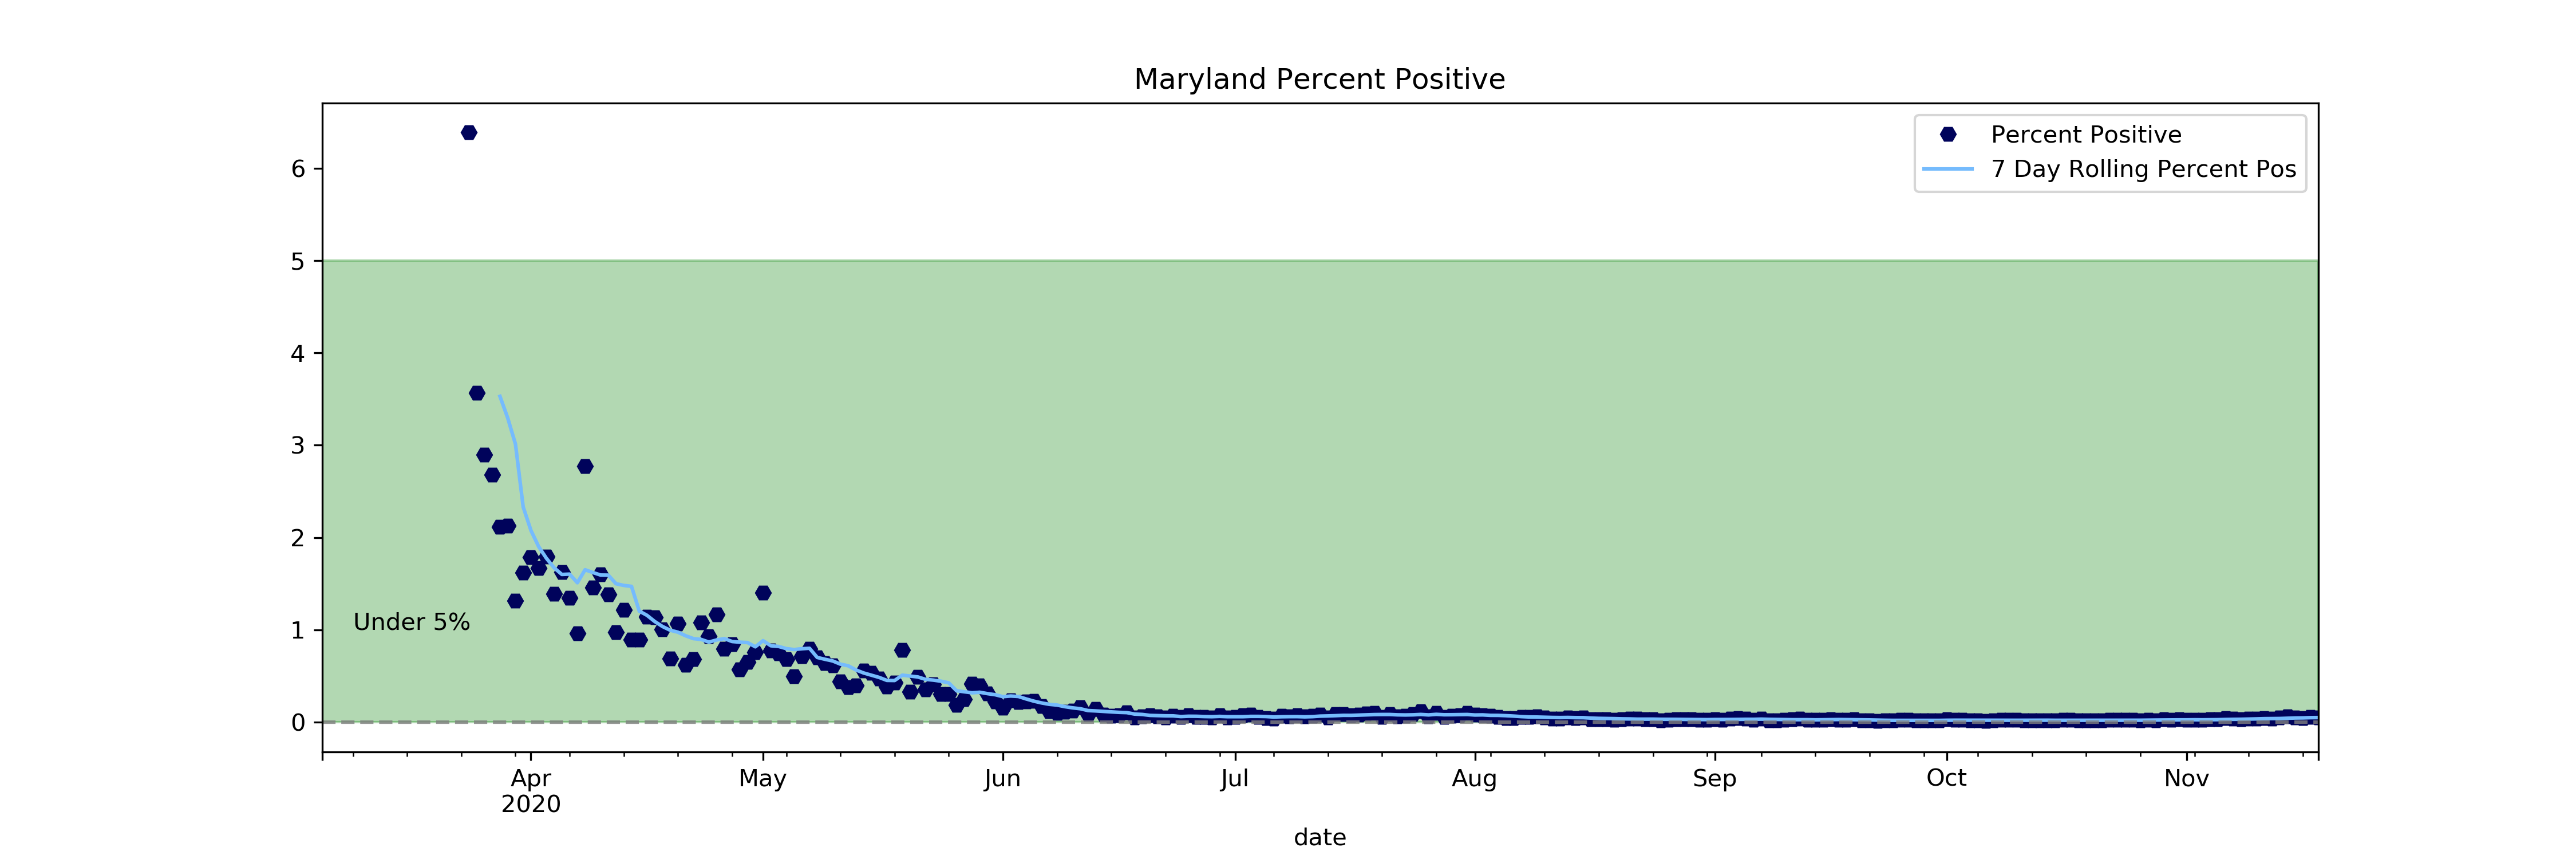 Maryland Percent Positive
Percent Positive
7 Day Rolling Percent Pos
6
5
4
3
2
1
0
Under 5%
Apr May Jun Jul Aug Sep Oct Nov
2020
date